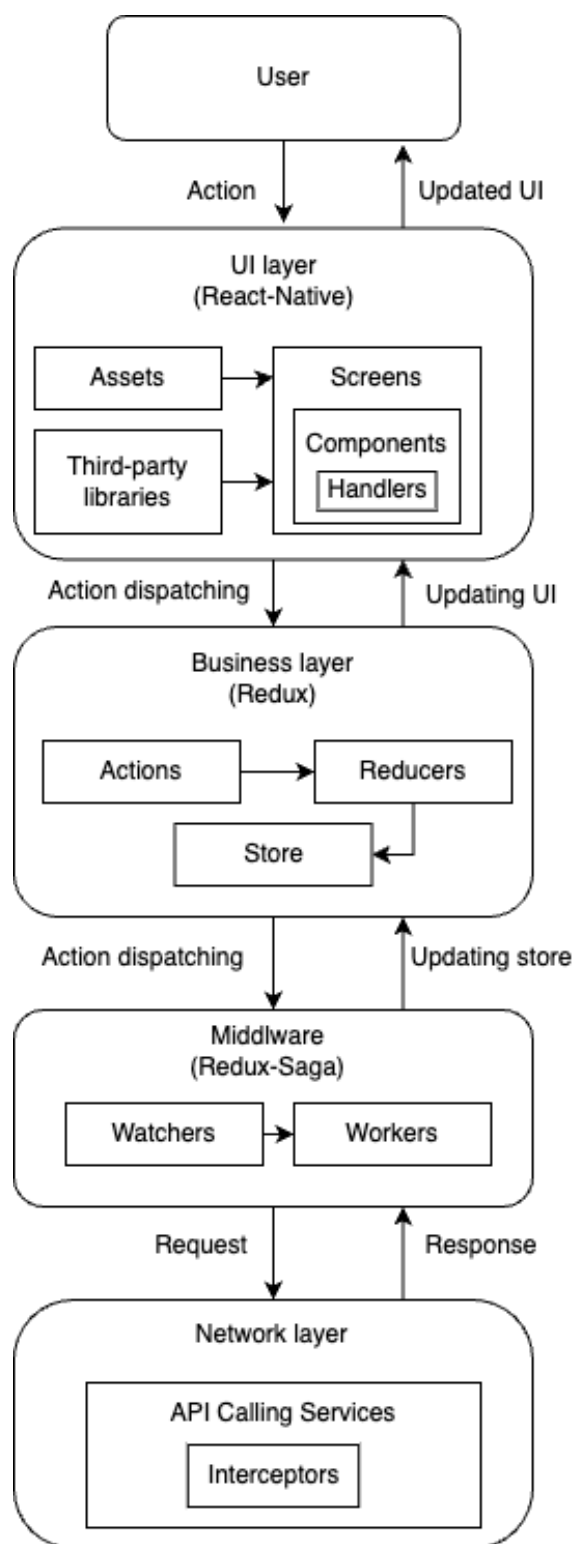 User
Action
Updated UI
UI layer
(React-Native)
Assets
Screens
Third-party
libraries
Components
Handlers
Action dispatching
Updating UI
Business layer
(Redux)
Actions
Reducers
Store
Action dispatching
Updating store
Middlware
(Redux-Saga)
Watchers
Workers
Request
Response
Network layer
API Calling Services
Interceptors